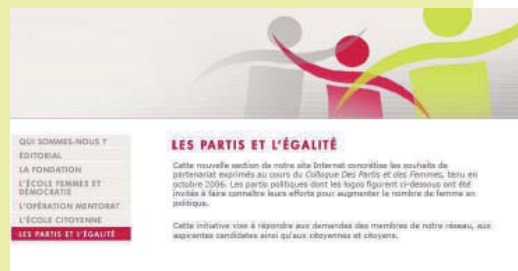 QUI SOMMES-NOUS ?
ÉDITORIAL
LA FONDATION
L'ÉCOLE FEMMES ET
DÉMOCRATIE
L'OPÉRATION MENTORAT
L'ÉCOLE CITOYENNE
LES PARTIS ET L'ÉGALITÉ
LES PARTIS ET L'ÉGALITÉ
Cette nouvelle section de notre site Internet concrétise les souhaits de
partenariat exprimés au cours du Colloque Des Partis et des Femmes, tenu en
octobre 2006. Les partis politiques dont les logos figurent ci-dessous ont été
invités à faire connaître leurs efforts pour augmenter le nombre de femme en
politique.
Cette initiative vise à répondre aux demandes des membres de notre réseau, aux
aspirantes candidates ainsi qu'aux citoyennes et citoyens.